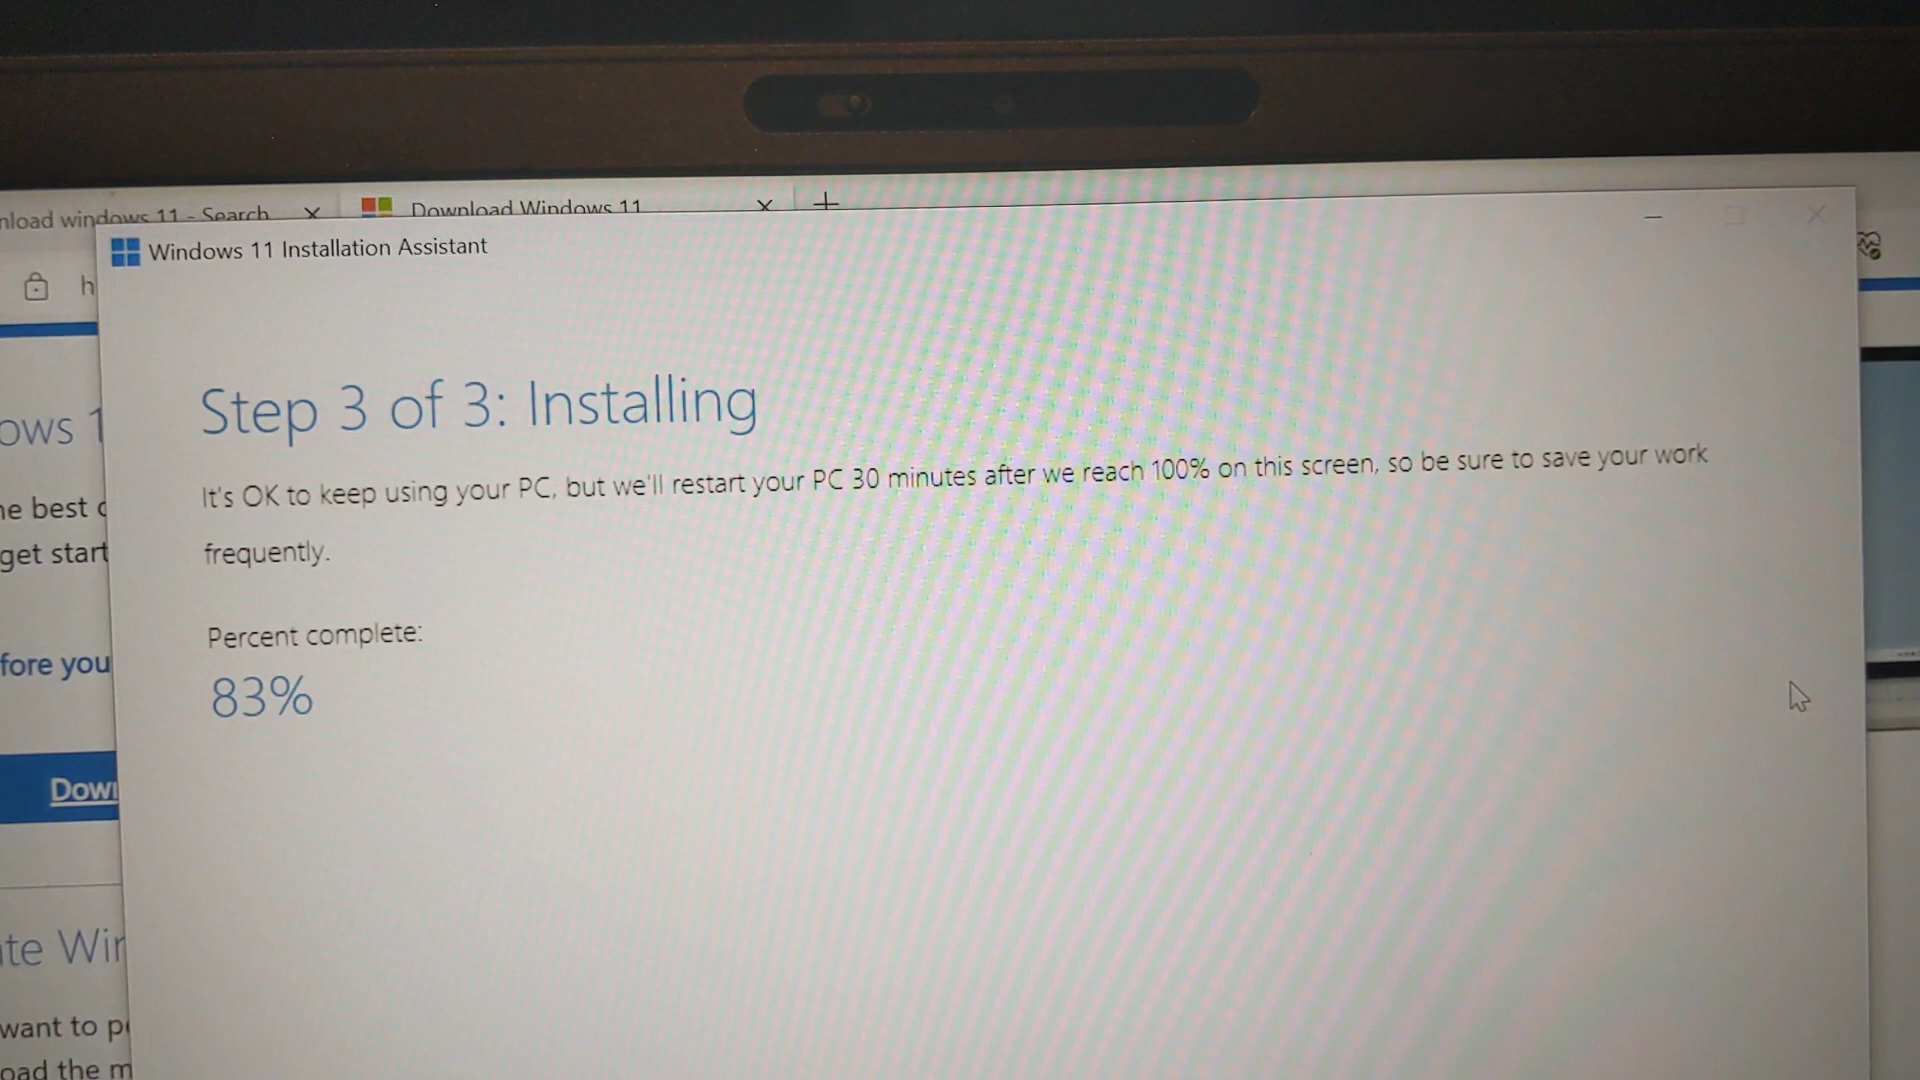 nload windows 11 - Search
Download Windows 11
Windows 11 Installation Assistant
h
ows 1
Step 3 of 3: Installing
It's OK to keep using your PC, but we'll restart your PC 30 minutes after we reach 100% on this screen, so be sure to save your work
frequently.
he best
get start
Percent complete:
83%
fore you
Down
te Win
want to p
oad the m